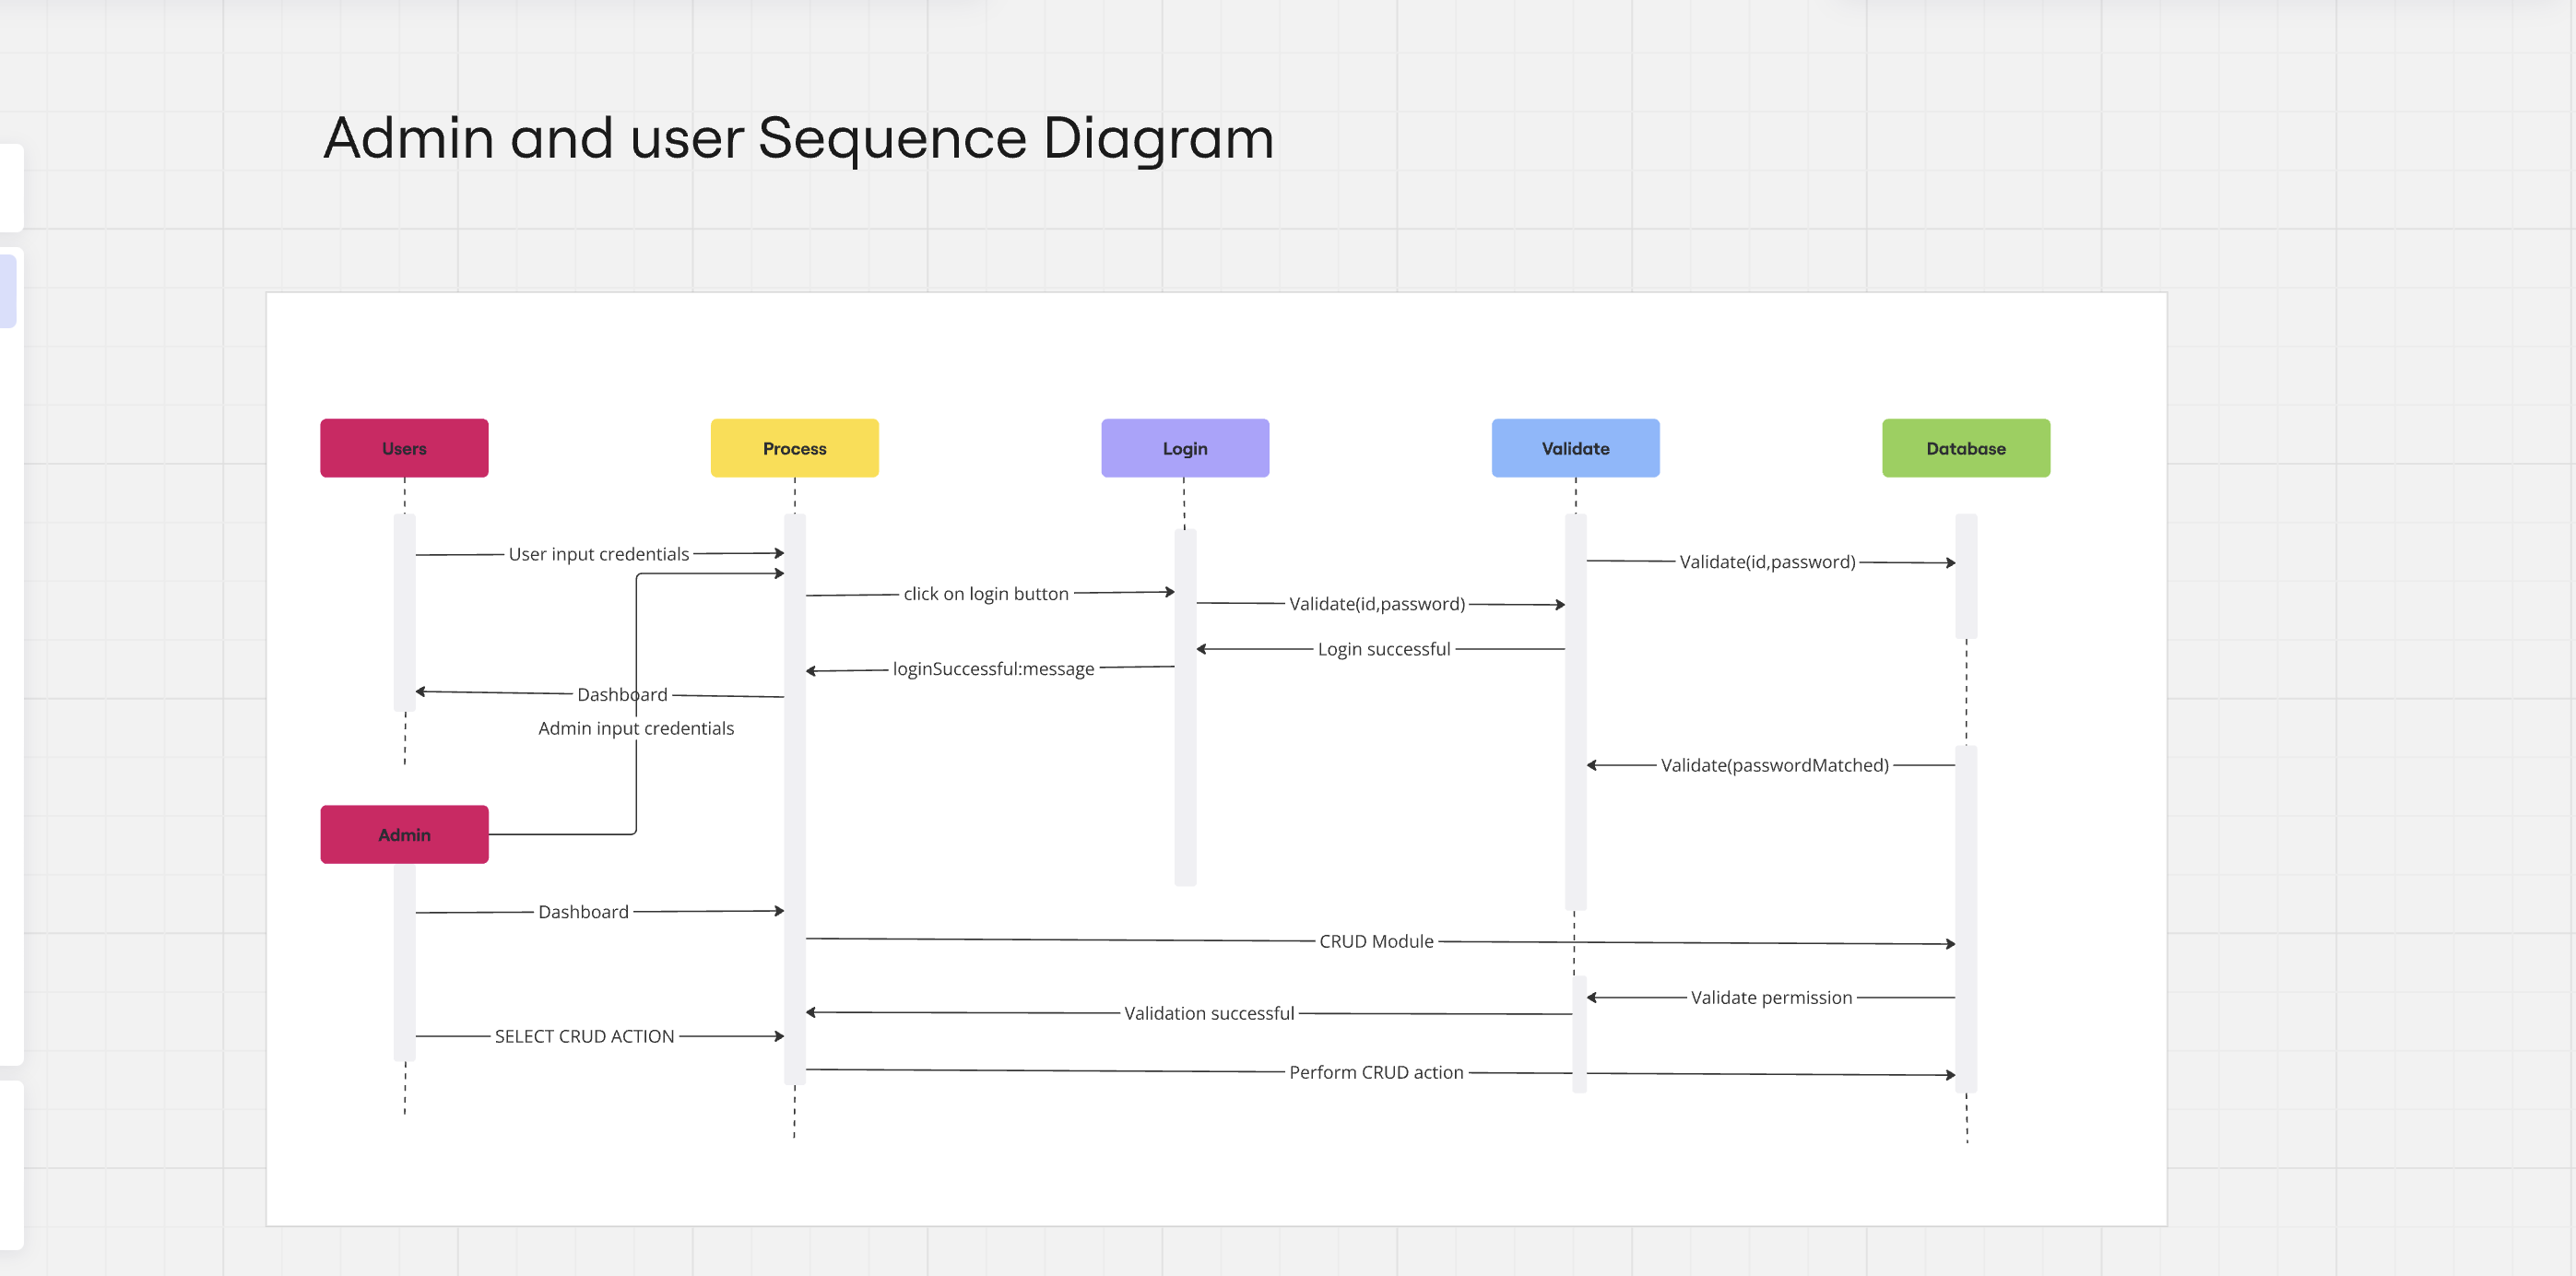 Admin and user Sequence Diagram
Users
Process
Login
Validate
Database
User input credentials
Validate(id,password)
click on login button
Validate(id,password)
Login successful
loginSuccessful:message
Dashboard
Admin input credentials
Validate(passwordMatched)
Admin
Dashboard
CRUD Module
Validate permission
Validation successful
SELECT CRUD ACTION
Perform CRUD action